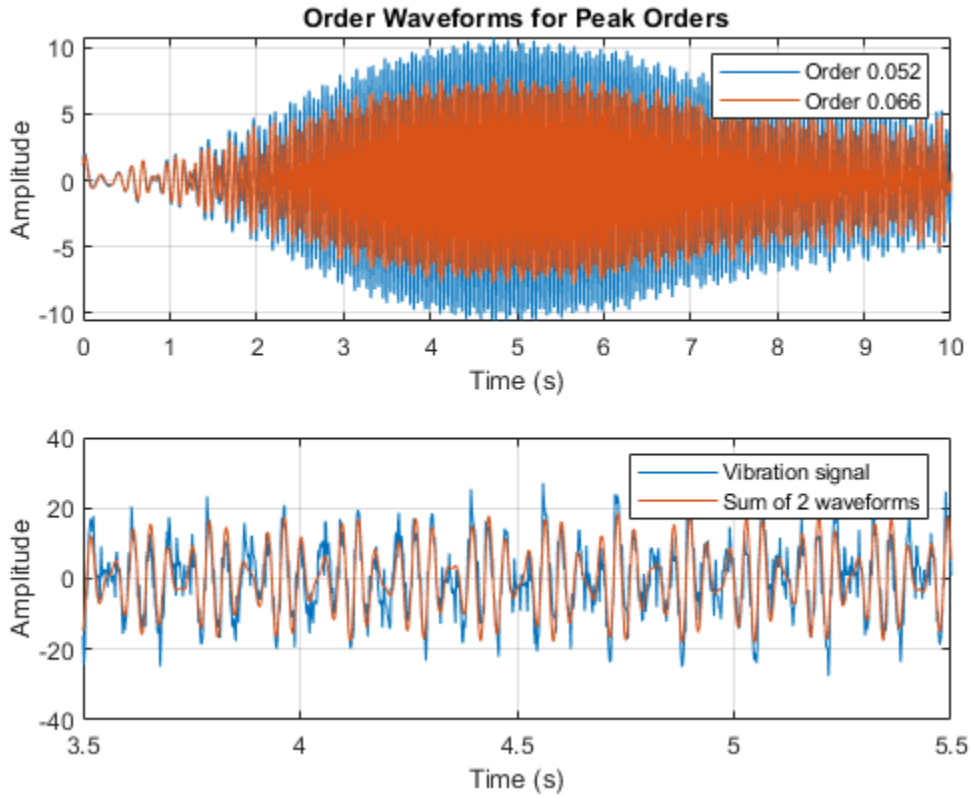 Order Waveforms for Peak Orders
10
5
0
-5
-10
Amplitude
Order 0.052
Order 0.066
0 1 2 3 4 5 6 7 8 9 10
Time (s)
40
20
0
-20
-40
Amplitude
Vibration signal
Sum of 2 waveforms
3.5 4 4.5 5 5.5
Time (s)